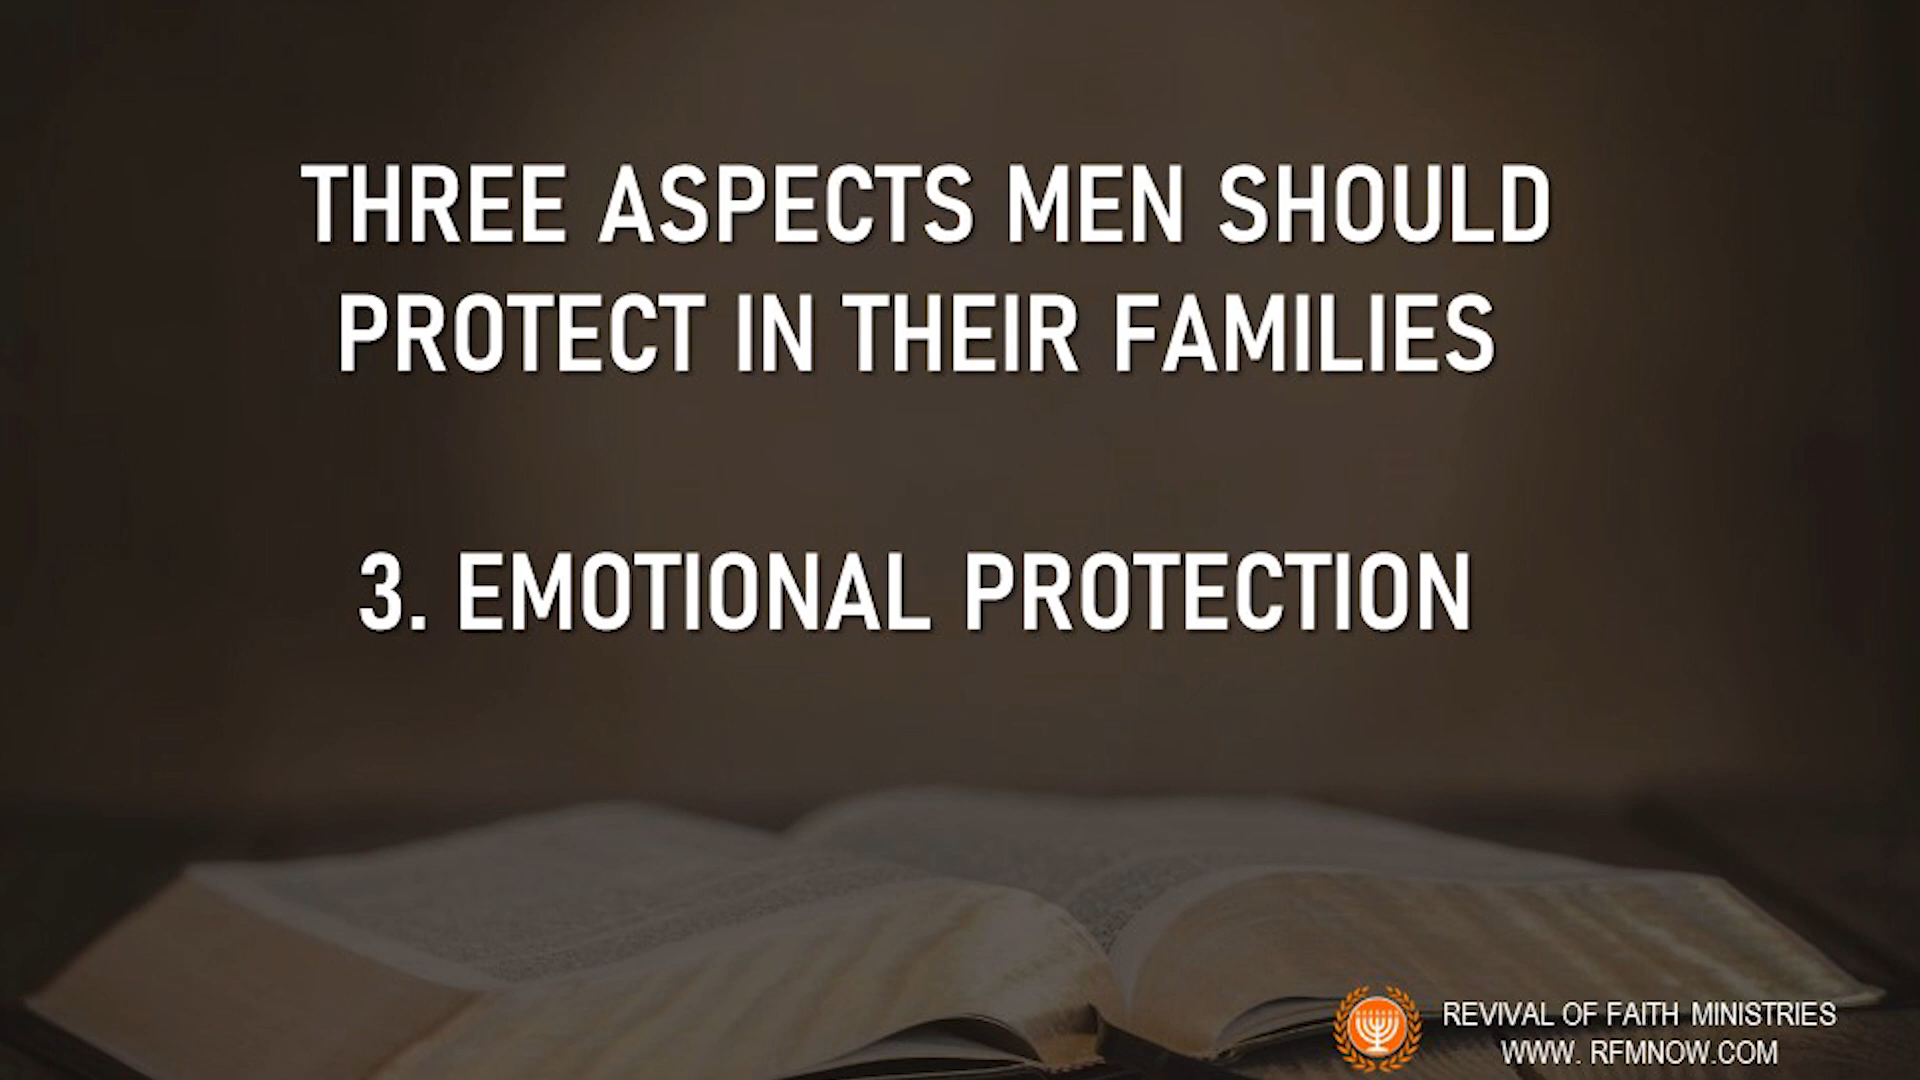 THREE ASPECTS MEN SHOULD
PROTECT IN THEIR FAMILIES
3. EMOTIONAL PROTECTION
REVIVAL OF FAITH MINISTRIES
WWW. RFMNOW.COM